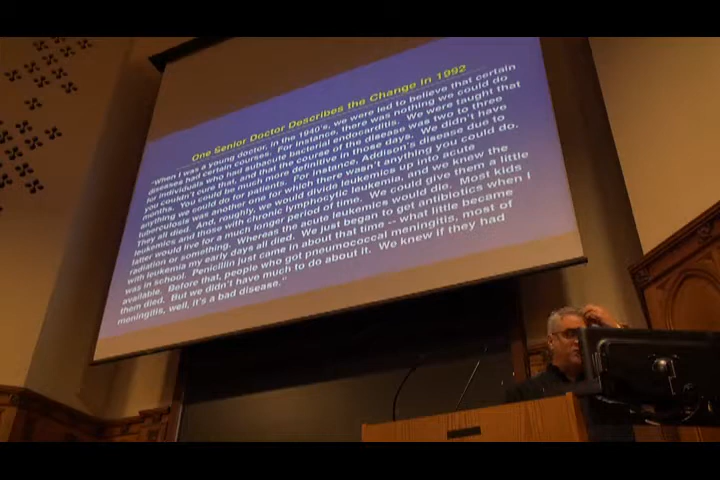 One Senior Doctor Describes the Change in 1992
"When I was a young doctor, in the 1940's, we were led to believe that certain
diseases had certain courses. For instance, there was nothing we could do
for individuals who had subacute bacterial endocarditis. We were taught that
you couldn't cure that, and that the course of the disease was two to three
months. You could be much more definitive in those days. We didn't have
anything we could do for patients. For instance, Addison's disease due to
tuberculosis was another one for which there wasn't anything you could do.
They all died. And, roughly, we would divide leukemics up into acute
leukemics and those with chronic lymphocytic leukemia, and we knew the
latter would live for a much longer period of time. We could give them a little
radiation or something. Whereas the acute leukemics would die. Most kids
with leukemia my early days all died. We just began to get antibiotics when I
was in school. Penicillin just came in about that time -- what little became
available. Before that, people who got pneumococcal meningitis, most of
them died. But we didn't have much to do about it. We knew if they had
meningitis, well, it's a bad disease."